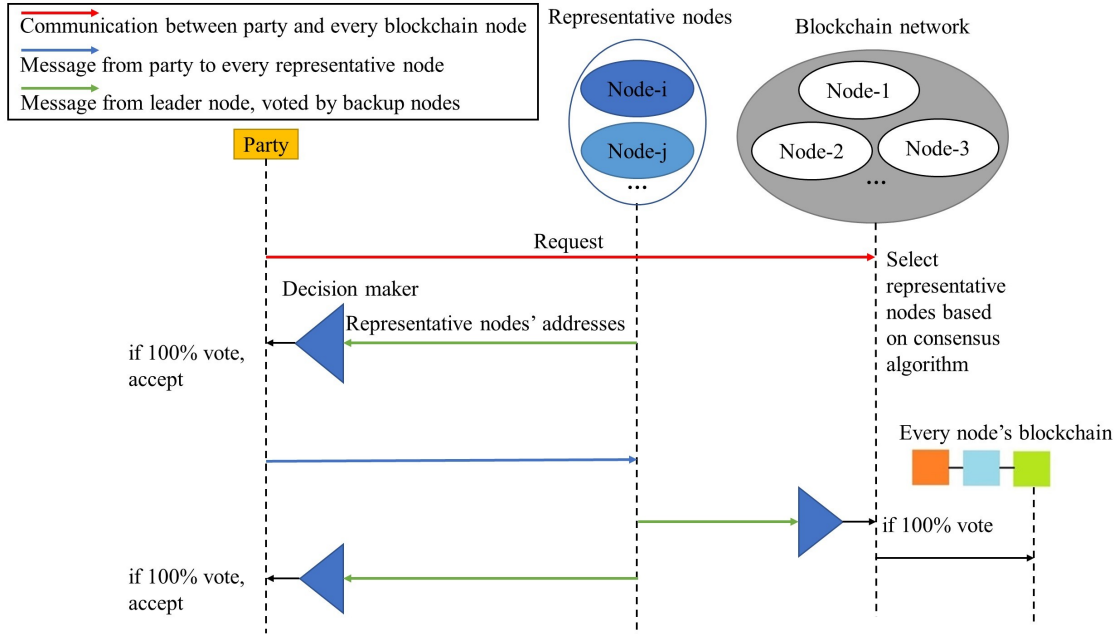 Communication between party and every blockchain node
Message from party to every representative node
Message from leader node, voted by backup nodes
Representative nodes
Node-i
Node-j
...
Blockchain network
Node-1
Node-2
Node-3
...
Party
Request
Select
representative
nodes based
on consensus
algorithm
Decision maker
Representative nodes’ addresses
if 100% vote,
accept
Every node’s blockchain
if 100% vote
if 100% vote,
accept